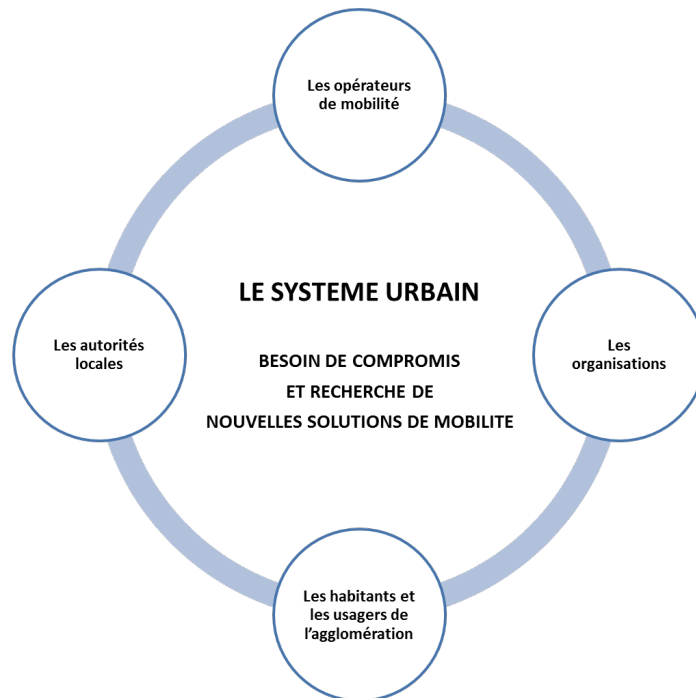 Les opérateurs
de mobilité
LE SYSTEME URBAIN
Les autorités
locales
Les
organisations
BESOIN DE COMPROMIS
ET RECHERCHE DE
NOUVELLES SOLUTIONS DE MOBILITE
Les habitants et
les usagers de
l’agglomération